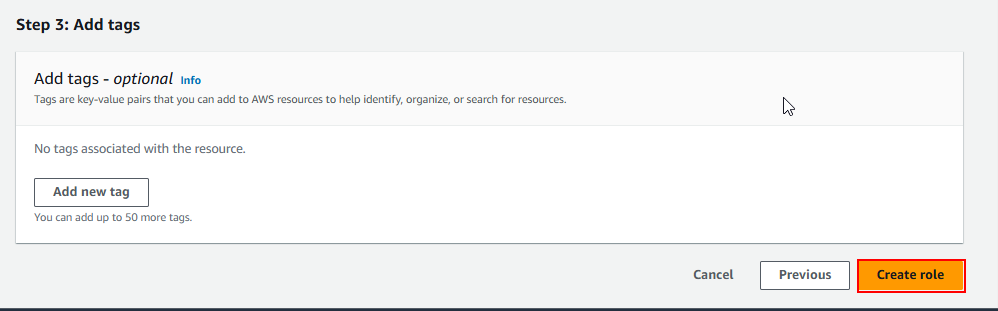 Step 3: Add tags
Add tags - optional Info
Tags are key-value pairs that you can add to AWS resources to help identify, organize, or search for resources.
No tags associated with the resource.
Add new tag
You can add up to 50 more tags.
Cancel Previous Create role